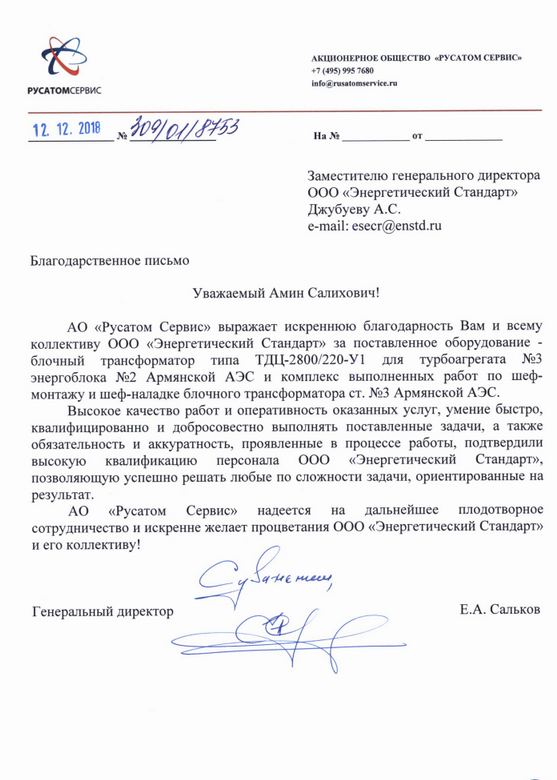 РУСАТОМСЕРВИС
АКЦИОНЕРНОЕ ОБЩЕСТВО «РУСАТОМ СЕРВИС»
+7 (495) 995 7680
info@rusatomservice.ru
12. 12. 2018 № 309/01/8753
На № ____________ от ______________
Заместителю генерального директора
ООО «Энергетический Стандарт»
Джубуеву А.С.
e-mail: esecr@enstd.ru
Благодарственное письмо
Уважаемый Амин Салихович!
АО «Русатом Сервис» выражает искреннюю благодарность Вам и всему
коллективу ООО «Энергетический Стандарт» за поставленное оборудование -
блочный трансформатор типа ТДЦ-2800/220-У1 для турбоагрегата №3
энергоблока №2 Армянской АЭС и комплекс выполненных работ по шеф-
монтажу и шеф-наладке блочного трансформатора ст. №3 Армянской АЭС.
Высокое качество работ и оперативность оказанных услуг, умение быстро,
квалифицированно и добросовестно выполнять поставленные задачи, а также
обязательность и аккуратность, проявленные в процессе работы, подтвердили
высокую квалификацию персонала ООО «Энергетический Стандарт»,
позволяющую успешно решать любые по сложности задачи, ориентированные на
результат.
АО «Русатом Сервис» надеется на дальнейшее плодотворное
сотрудничество и искренне желает процветания ООО «Энергетический Стандарт»
и его коллективу!
С уважением,
Генеральный директор
Е.А. Сальков